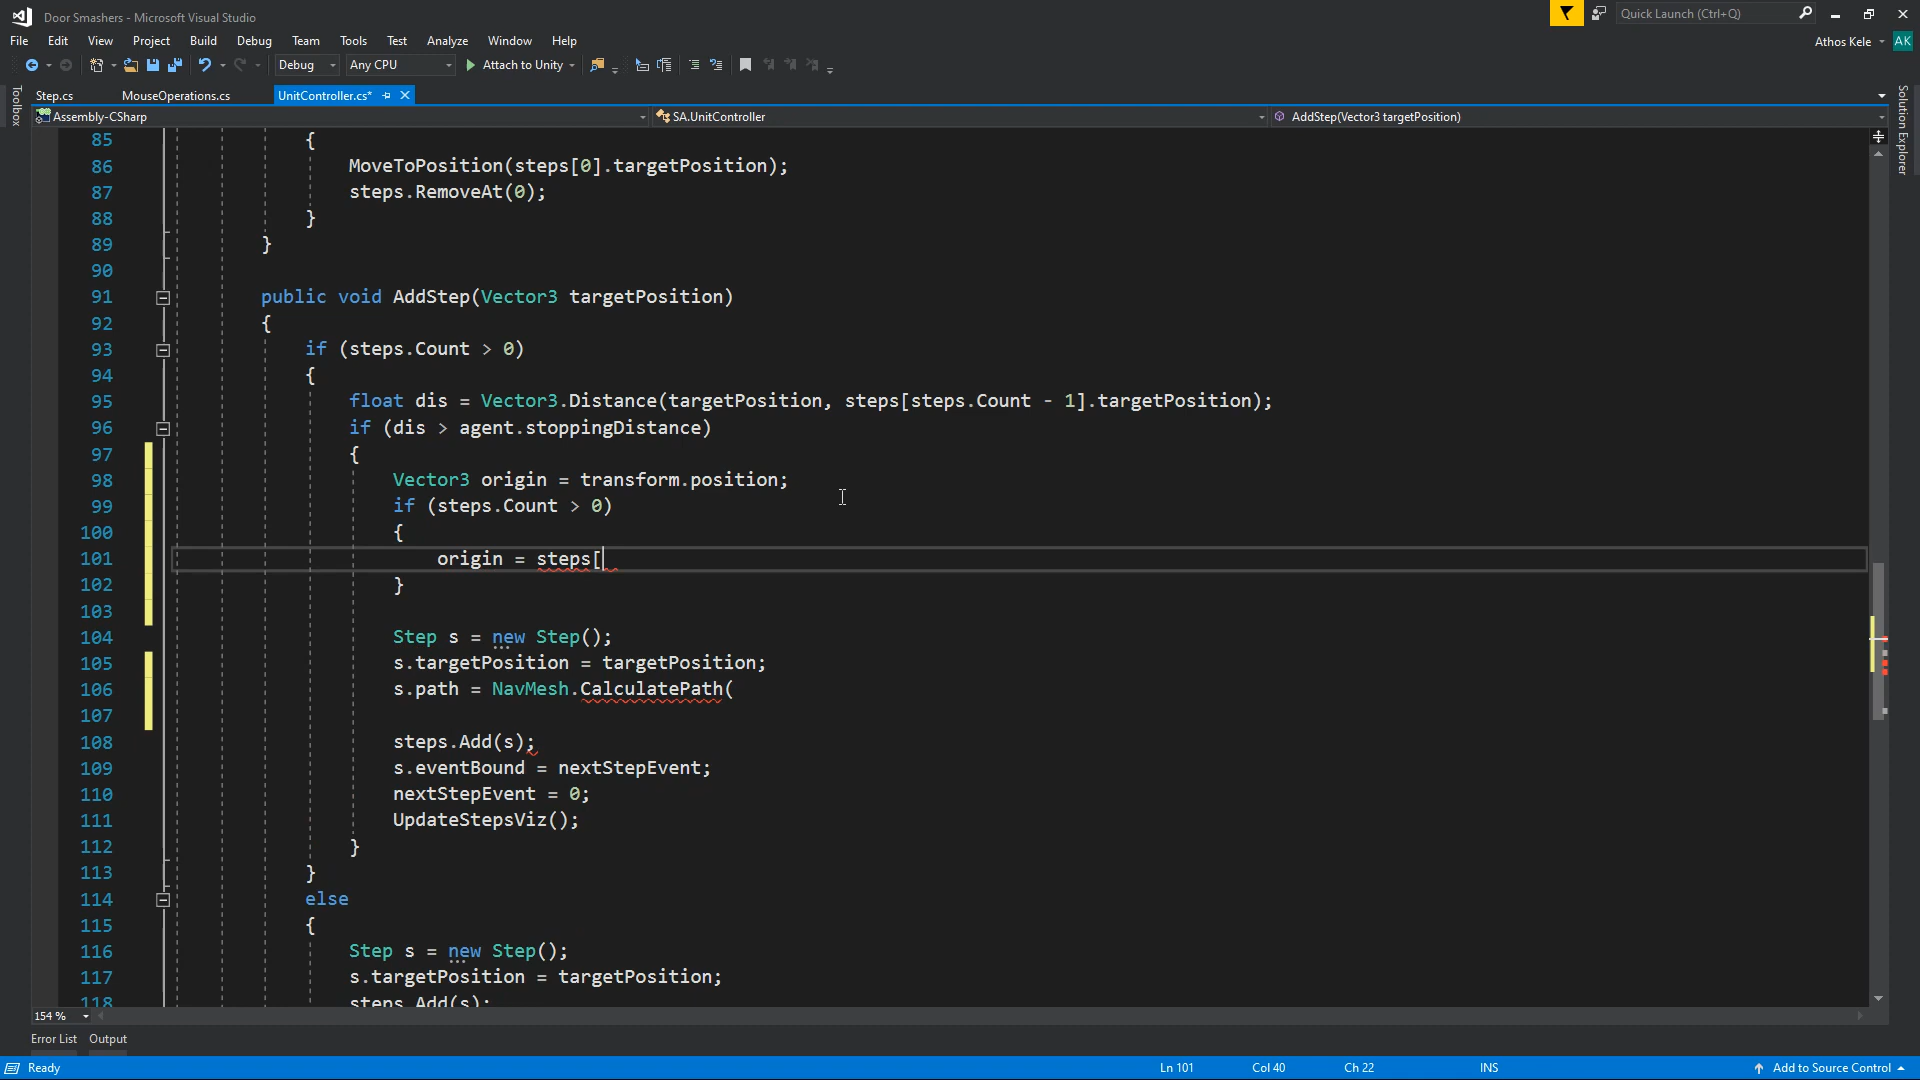 Door Smashers - Microsoft Visual Studio
Quick Launch (Ctrl+Q)
File Edit View Project Build Debug Team Tools Test Analyze Window Help
Athos Kele AK
Debug Any CPU Attach to Unity
Toolbox
Solution Explorer
Step.cs MouseOperations.cs UnitController.cs*
Assembly-CSharp SA.UnitController AddStep(Vector3 targetPosition)
85 {
86 MoveToPosition(steps[0].targetPosition);
87 steps.RemoveAt(0);
88 }
89 }
90
91 public void AddStep(Vector3 targetPosition)
92 {
93 if (steps.Count > 0)
94 {
95 float dis = Vector3.Distance(targetPosition, steps[steps.Count - 1].targetPosition);
96 if (dis > agent.stoppingDistance)
97 {
98 Vector3 origin = transform.position;
99 if (steps.Count > 0)
100 {
101 origin = steps[
102 }
103
104 Step s = new Step();
105 s.targetPosition = targetPosition;
106 s.path = NavMesh.CalculatePath(
107
108 steps.Add(s);
109 s.eventBound = nextStepEvent;
110 nextStepEvent = 0;
111 UpdateStepsViz();
112 }
113 }
114 else
115 {
116 Step s = new Step();
117 s.targetPosition = targetPosition;
118 steps.Add(s);
154 %
Error List Output
Ready Ln 101 Col 40 Ch 22 INS Add to Source Control